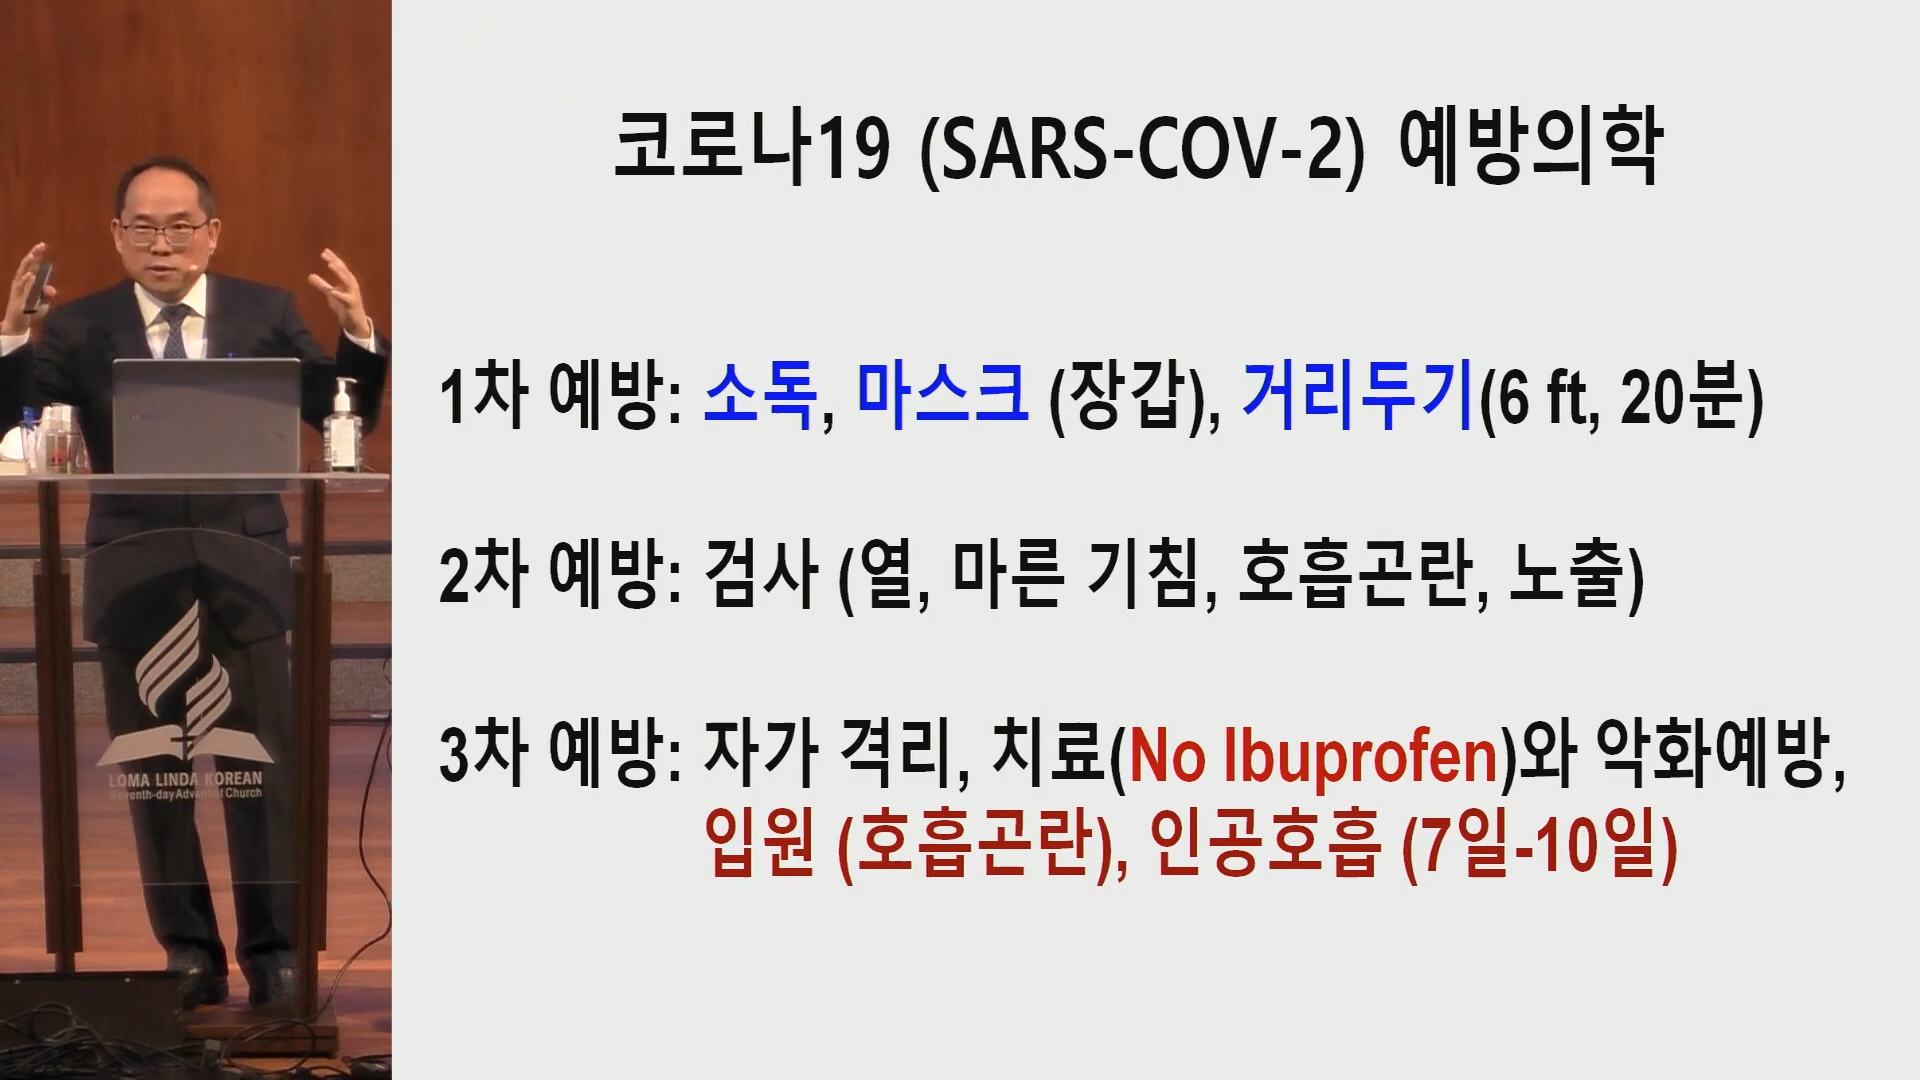 코로나19 (SARS-COV-2) 예방의학
1차 예방: 소독, 마스크 (장갑), 거리두기(6 ft, 20분)
2차 예방: 검사 (열, 마른 기침, 호흡곤란, 노출)
3차 예방: 자가 격리, 치료(No Ibuprofen)와 악화예방,
입원 (호흡곤란), 인공호흡 (7일-10일)
LOMA LINDA KOREAN
Seventh-day Adventist Church